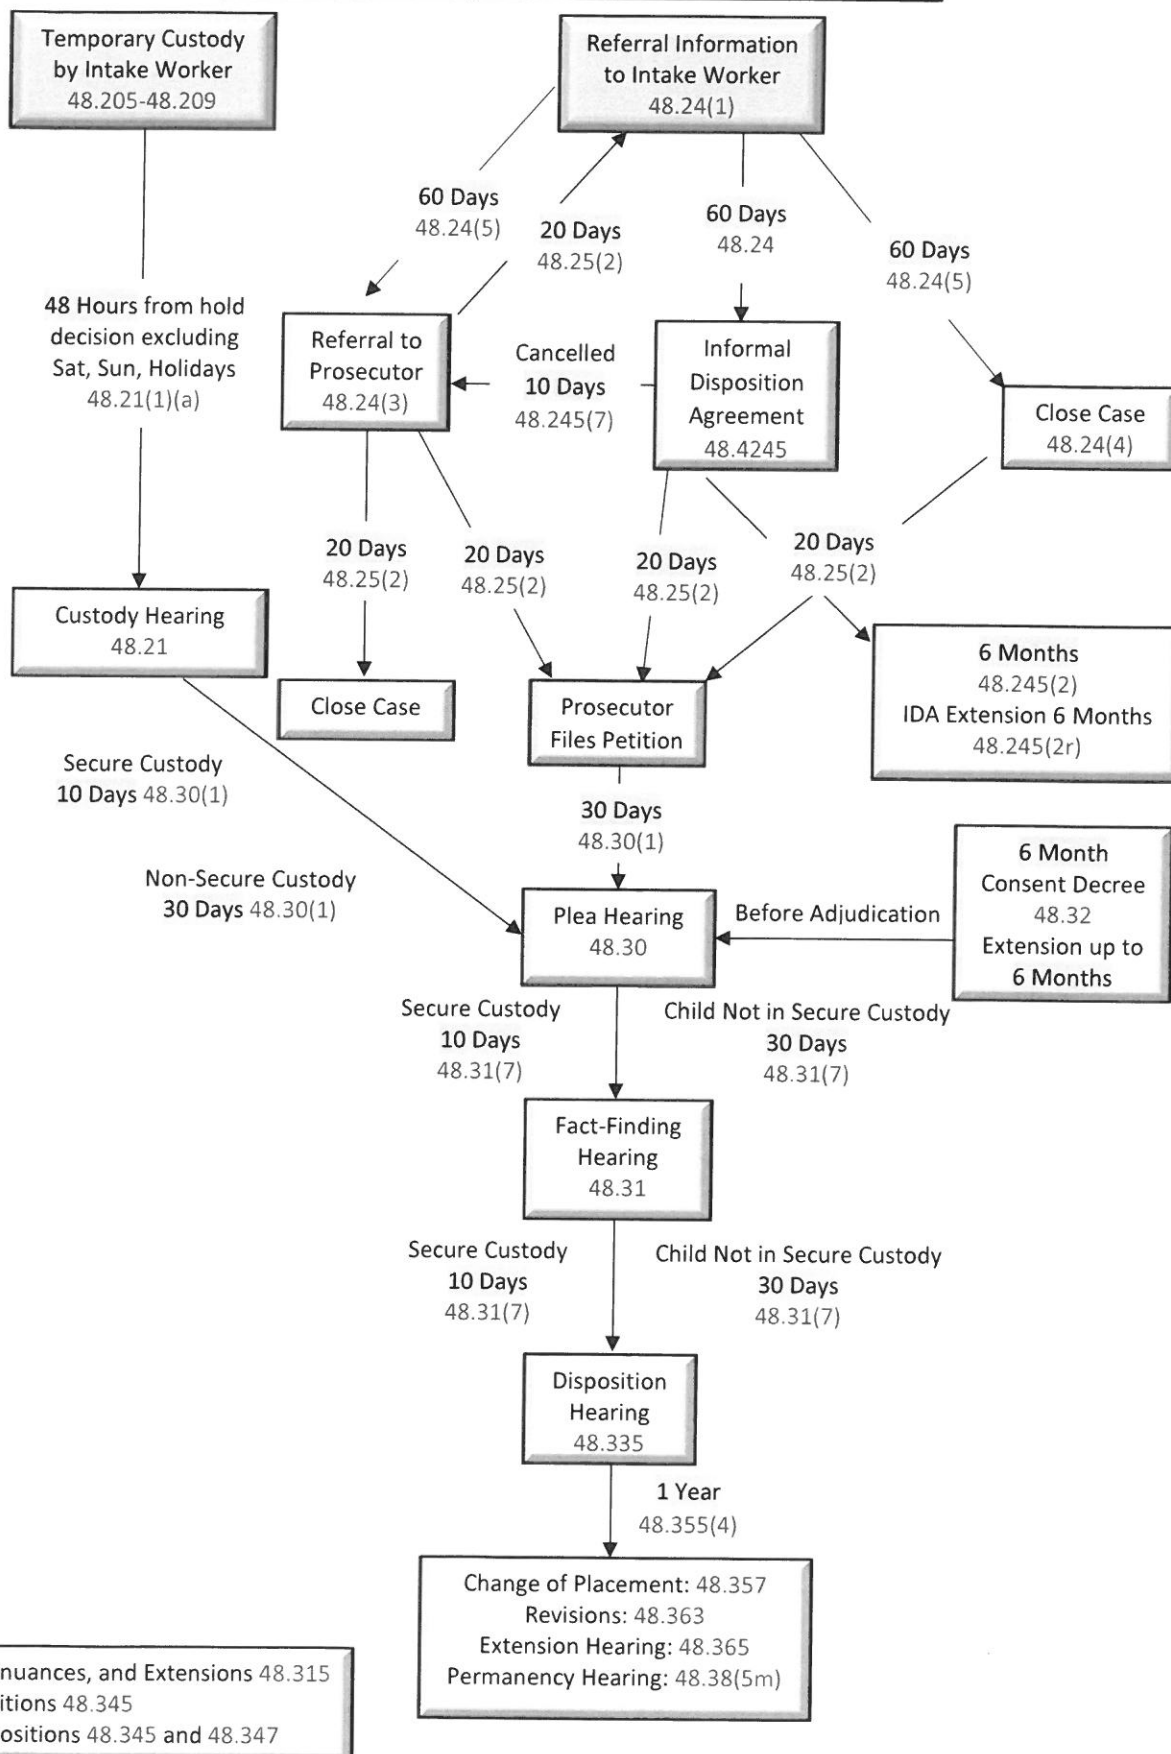 Temporary Custody
by Intake Worker
48.205-48.209
Referral Information
to Intake Worker
48.24(1)
60 Days
48.24(5)
20 Days
48.25(2)
60 Days
48.24
60 Days
48.24(5)
48 Hours from hold
decision excluding
Sat, Sun, Holidays
48.21(1)(a)
Referral to
Prosecutor
48.24(3)
Cancelled
10 Days
48.245(7)
Informal
Disposition
Agreement
48.4245
Close Case
48.24(4)
20 Days
48.25(2)
20 Days
48.25(2)
20 Days
48.25(2)
20 Days
48.25(2)
Custody Hearing
48.21
Close Case
Prosecutor
Files Petition
6 Months
48.245(2)
IDA Extension 6 Months
48.245(2r)
Secure Custody
10 Days 48.30(1)
30 Days
48.30(1)
Non-Secure Custody
30 Days 48.30(1)
Plea Hearing
48.30
Before Adjudication
6 Month
Consent Decree
48.32
Extension up to
6 Months
Secure Custody
10 Days
48.31(7)
Child Not in Secure Custody
30 Days
48.31(7)
Fact-Finding
Hearing
48.31
Secure Custody
10 Days
48.31(7)
Child Not in Secure Custody
30 Days
48.31(7)
Disposition
Hearing
48.335
1 Year
48.355(4)
Change of Placement: 48.357
Revisions: 48.363
Extension Hearing: 48.365
Permanency Hearing: 48.38(5m)
nuances, and Extensions 48.315
itions 48.345
ositions 48.345 and 48.347